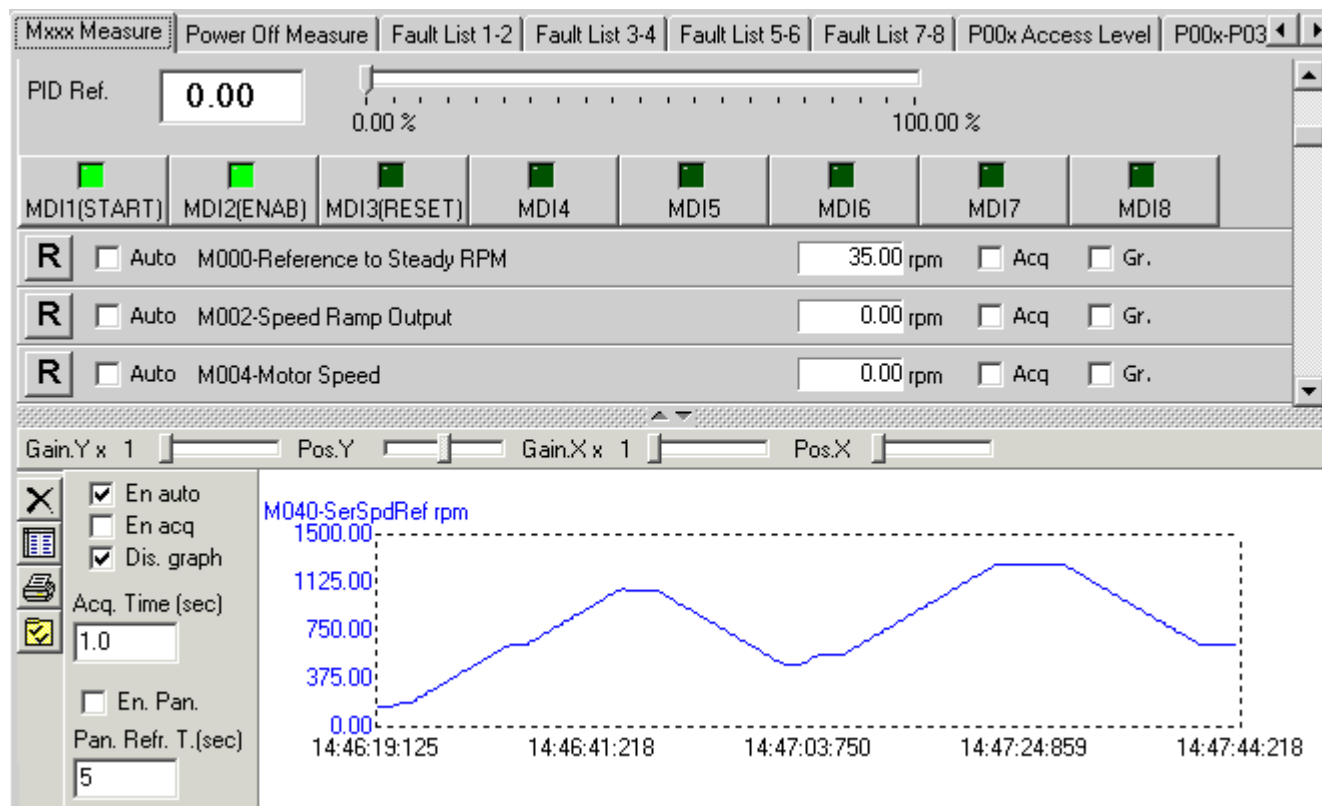 Mxxx Measure Power Off Measure Fault List 1-2 Fault List 3-4 Fault List 5-6 Fault List 7-8 P00x Access Level P00x-P03
PID Ref. 0.00
0.00 % 100.00 %
MDI1(START) MDI2(ENAB) MDI3(RESET) MDI4 MDI5 MDI6 MDI7 MDI8
R Auto M000-Reference to Steady RPM 35.00 rpm Acq Gr.
R Auto M002-Speed Ramp Output 0.00 rpm Acq Gr.
R Auto M004-Motor Speed 0.00 rpm Acq Gr.
Gain.Y x 1 Pos.Y Gain.X x 1 Pos.X
En auto
En acq
Dis. graph
Acq. Time (sec)
1.0
En. Pan.
Pan. Refr. T.(sec)
5
M040-SerSpdRef rpm
1500.00
1125.00
750.00
375.00
0.00
14:46:19:125 14:46:41:218 14:47:03:750 14:47:24:859 14:47:44:218